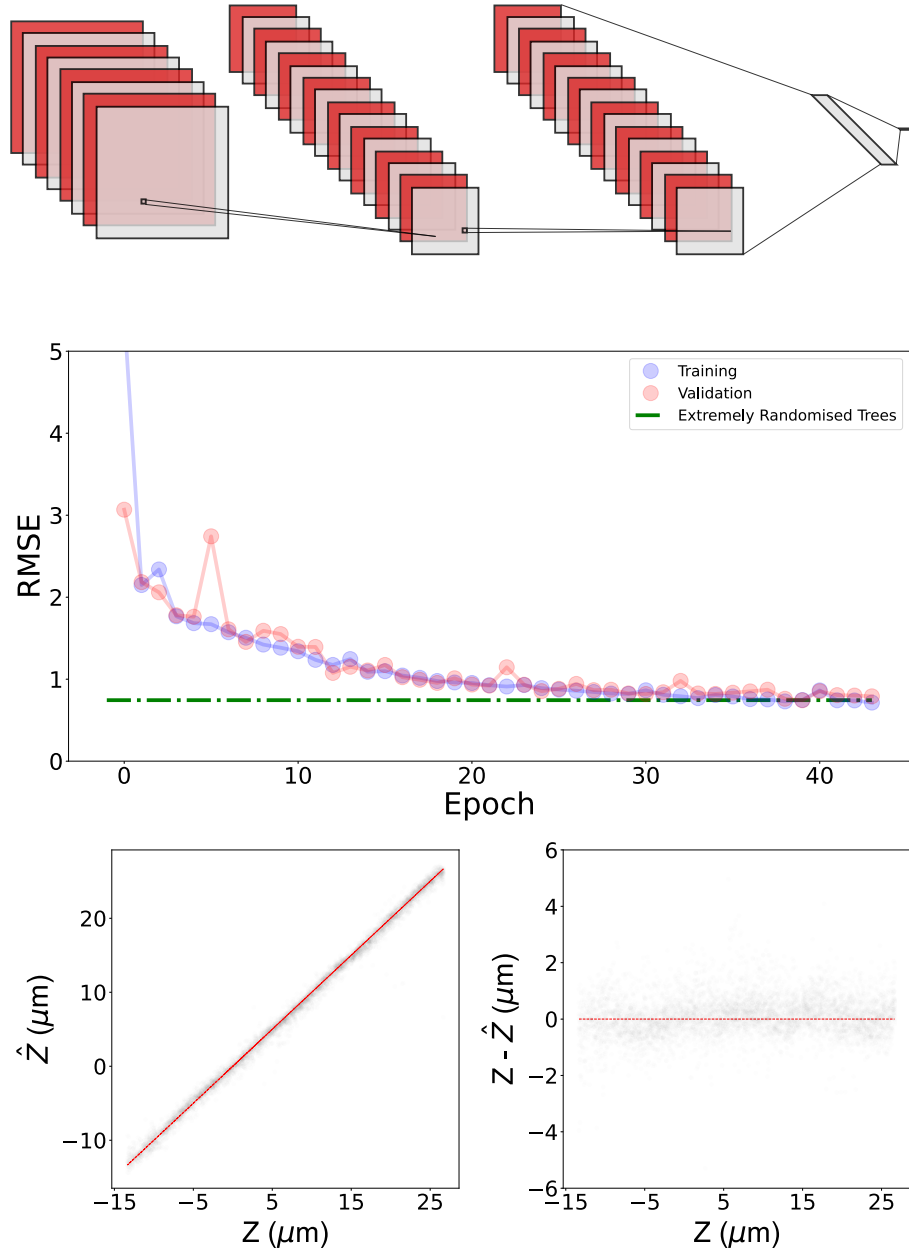 5
4
3
2
1
0
RMSE
Training
Validation
Extremely Randomised Trees
0 10 20 30 40
Epoch
20
10
0
−10
Ẑ (μm)
−15 −5 5 15 25
Z (μm)
6
4
2
0
−2
−4
−6
Z - Ẑ (μm)
−15 −5 5 15 25
Z (μm)